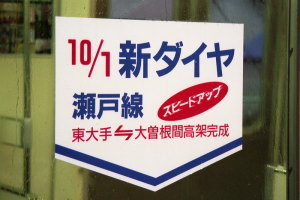 10/1 新ダイヤ
瀬戸線 スピードアップ
東大手⇆大曽根間高架完成